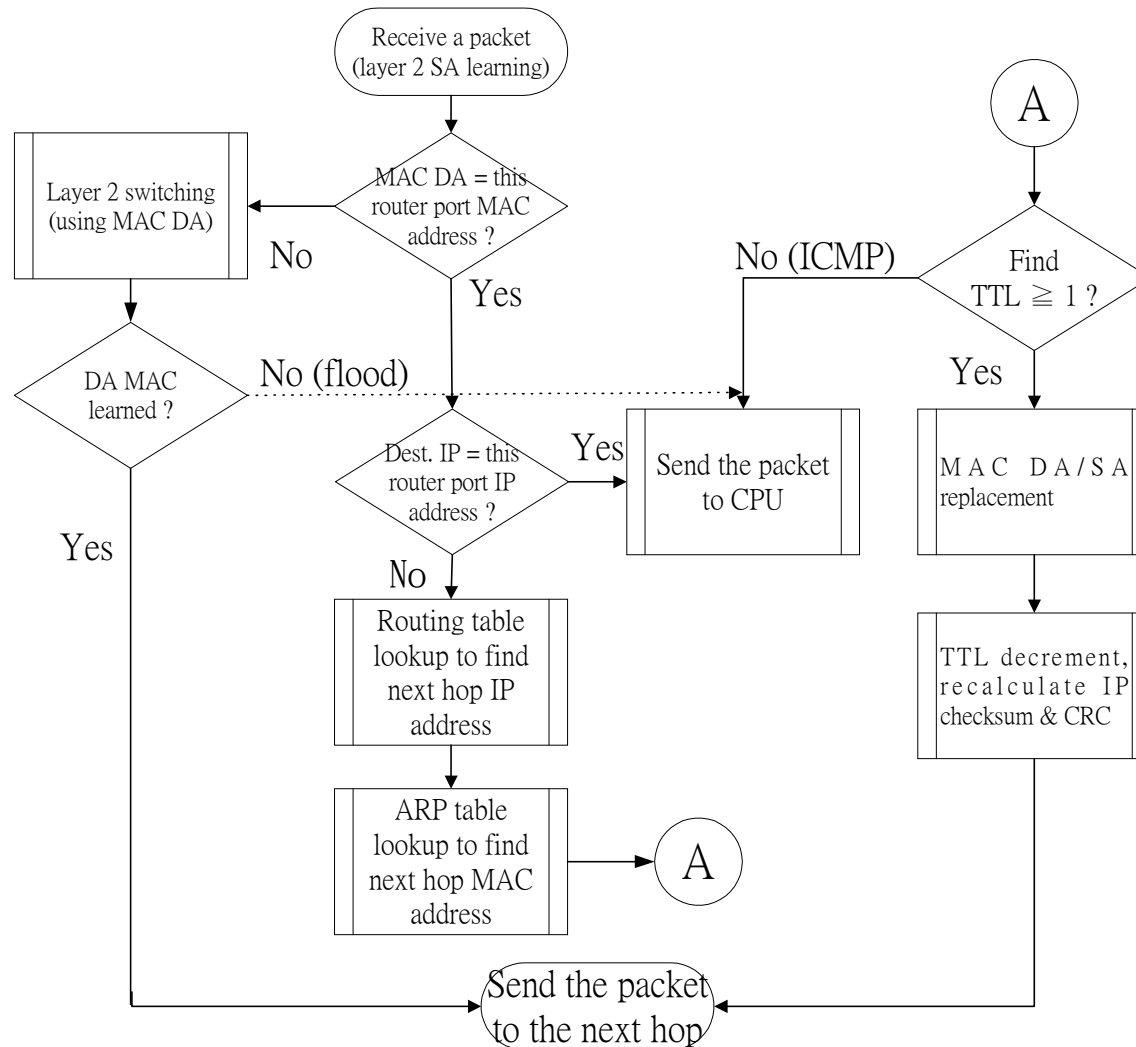 Receive a packet
(layer 2 SA learning)
A
MAC DA = this
router port MAC
address ?
Layer 2 switching
(using MAC DA)
No
Yes
No (ICMP)
Find
TTL ≧ 1 ?
DA MAC
learned ?
No (flood)
Yes
Dest. IP = this
router port IP
address ?
Yes
Send the packet
to CPU
MAC DA/SA
replacement
Yes
No
Routing table
lookup to find
next hop IP
address
TTL decrement,
recalculate IP
checksum & CRC
ARP table
lookup to find
next hop MAC
address
A
Send the packet
to the next hop